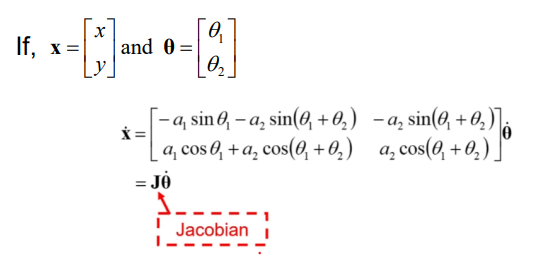 If, x = [x y] and θ = [θ₁ θ₂]
ẋ = [−a₁ sin θ₁ − a₂ sin(θ₁ + θ₂) −a₂ sin(θ₁ + θ₂)
a₁ cos θ₁ + a₂ cos(θ₁ + θ₂) a₂ cos(θ₁ + θ₂)] θ̇
= Jθ̇
Jacobian